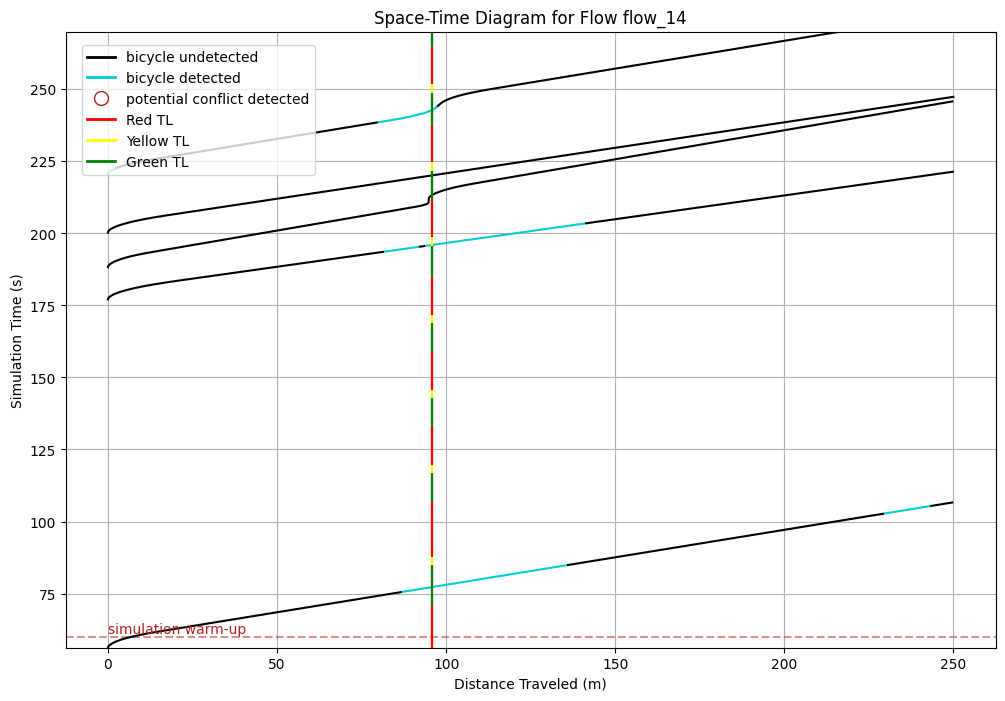 Space-Time Diagram for Flow flow_14
bicycle undetected
bicycle detected
potential conflict detected
Red TL
Yellow TL
Green TL
Simulation Time (s)
250
225
200
175
150
125
100
75
simulation warm-up
0
50
100
150
200
250
Distance Traveled (m)